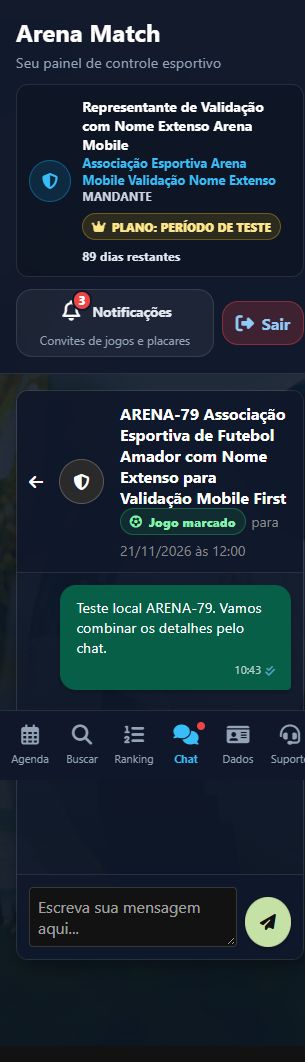 Arena Match
Seu painel de controle esportivo
Representante de Validação
com Nome Extenso Arena
Mobile
Associação Esportiva Arena
Mobile Validação Nome Extenso
MANDANTE
PLANO: PERÍODO DE TESTE
89 dias restantes
3
Notificações
Convites de jogos e placares
Sair
ARENA-79 Associação
Esportiva de Futebol
Amador com Nome
Extenso para
Validação Mobile First
Jogo marcado para
21/11/2026 às 12:00
Teste local ARENA-79. Vamos
combinar os detalhes pelo
chat.
10:43
Agenda Buscar Ranking Chat Dados Suporte
Escreva sua mensagem
aqui...